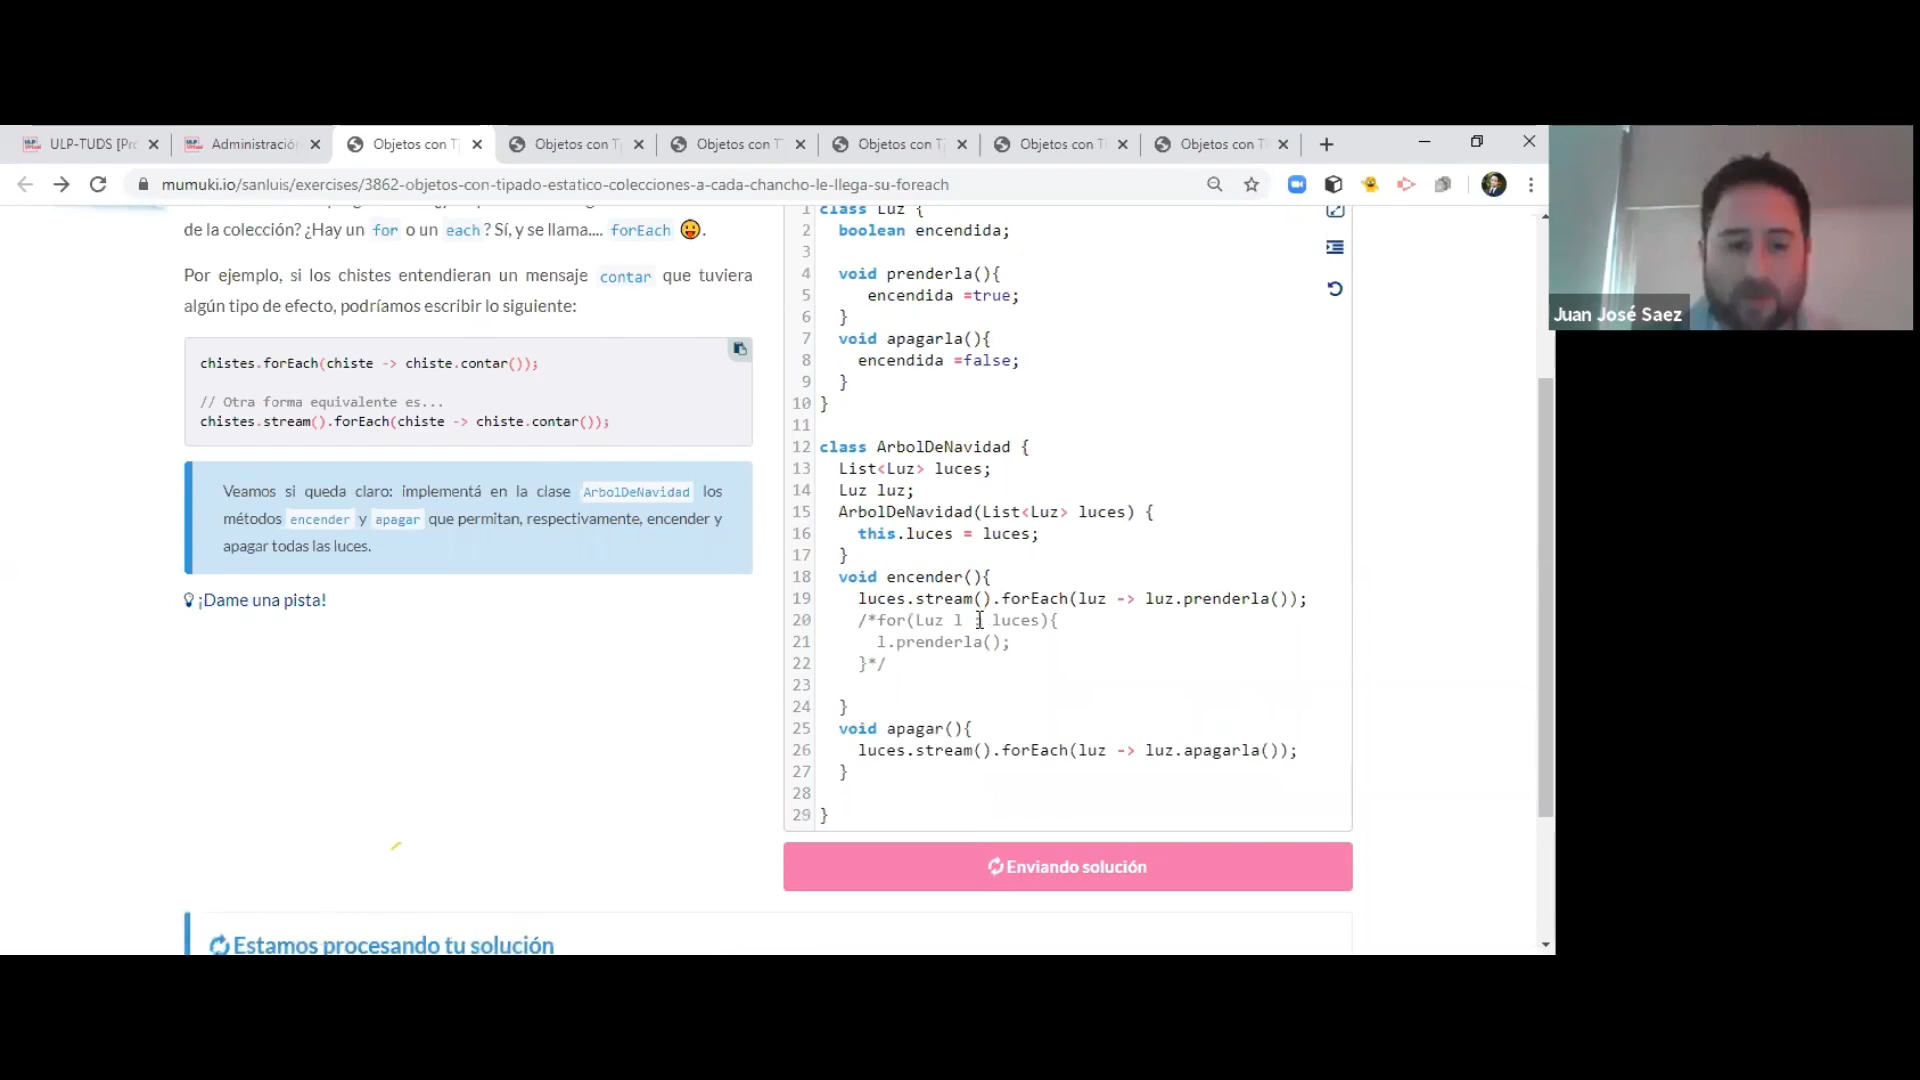 ULP-TUDS [Pro
Administració
Objetos con T
Objetos con T
Objetos con T
Objetos con T
Objetos con T
Objetos con T
mumuki.io/sanluis/exercises/3862-objetos-con-tipado-estatico-colecciones-a-cada-chancho-le-llega-su-foreach
de la colección? ¿Hay un for o un each? Sí, y se llama.... forEach 😛.
Por ejemplo, si los chistes entendieran un mensaje contar que tuviera
algún tipo de efecto, podríamos escribir lo siguiente:
chistes.forEach(chiste -> chiste.contar());
// Otra forma equivalente es...
chistes.stream().forEach(chiste -> chiste.contar());
Veamos si queda claro: implementá en la clase ArbolDeNavidad los
métodos encender y apagar que permitan, respectivamente, encender y
apagar todas las luces.
¡Dame una pista!
1 class Luz {
2 boolean encendida;
3
4 void prenderla(){
5 encendida =true;
6 }
7 void apagarla(){
8 encendida =false;
9 }
10 }
11
12 class ArbolDeNavidad {
13 List<Luz> luces;
14 Luz luz;
15 ArbolDeNavidad(List<Luz> luces) {
16 this.luces = luces;
17 }
18 void encender(){
19 luces.stream().forEach(luz -> luz.prenderla());
20 /*for(Luz l : luces){
21 l.prenderla();
22 }*/
23
24 }
25 void apagar(){
26 luces.stream().forEach(luz -> luz.apagarla());
27 }
28
29 }
Enviando solución
Estamos procesando tu solución
Juan José Saez